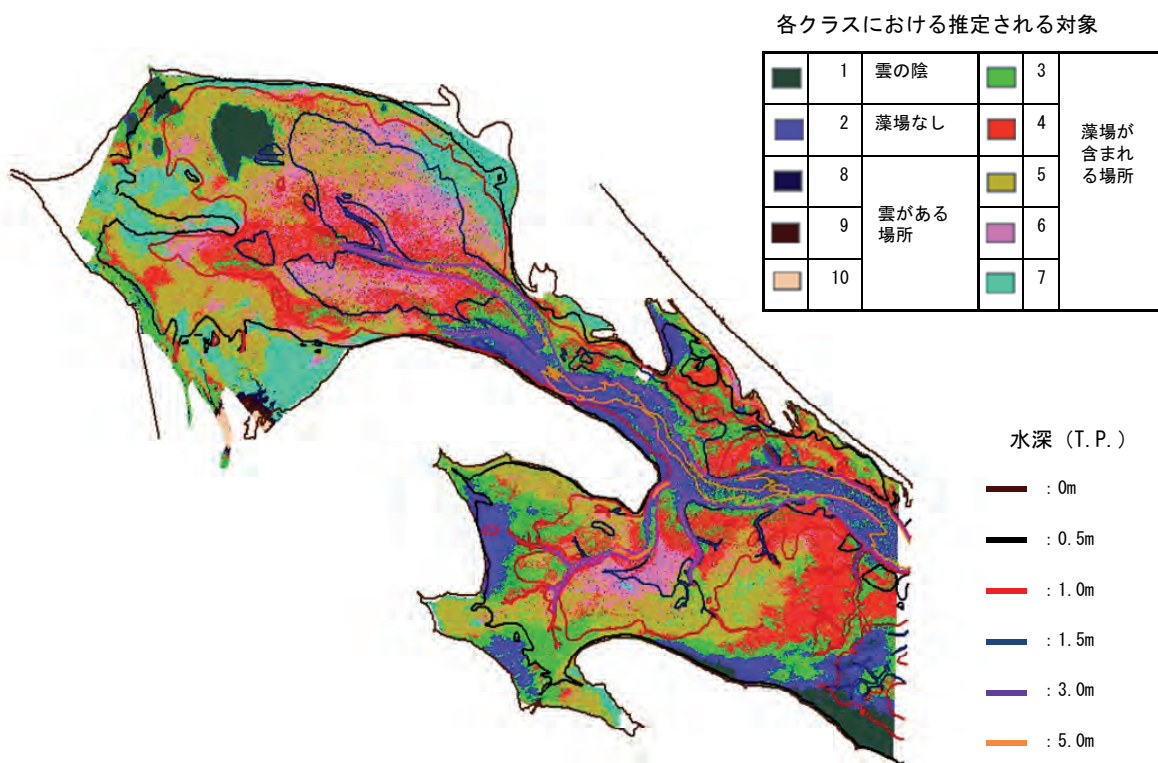 各クラスにおける推定される対象
1 雲の陰 3
2 藻場なし 4
8 5
9 6
10 7
雲がある
場所
藻場が
含まれ
る場所
水深（T.P.）
：0m
：0.5m
：1.0m
：1.5m
：3.0m
：5.0m